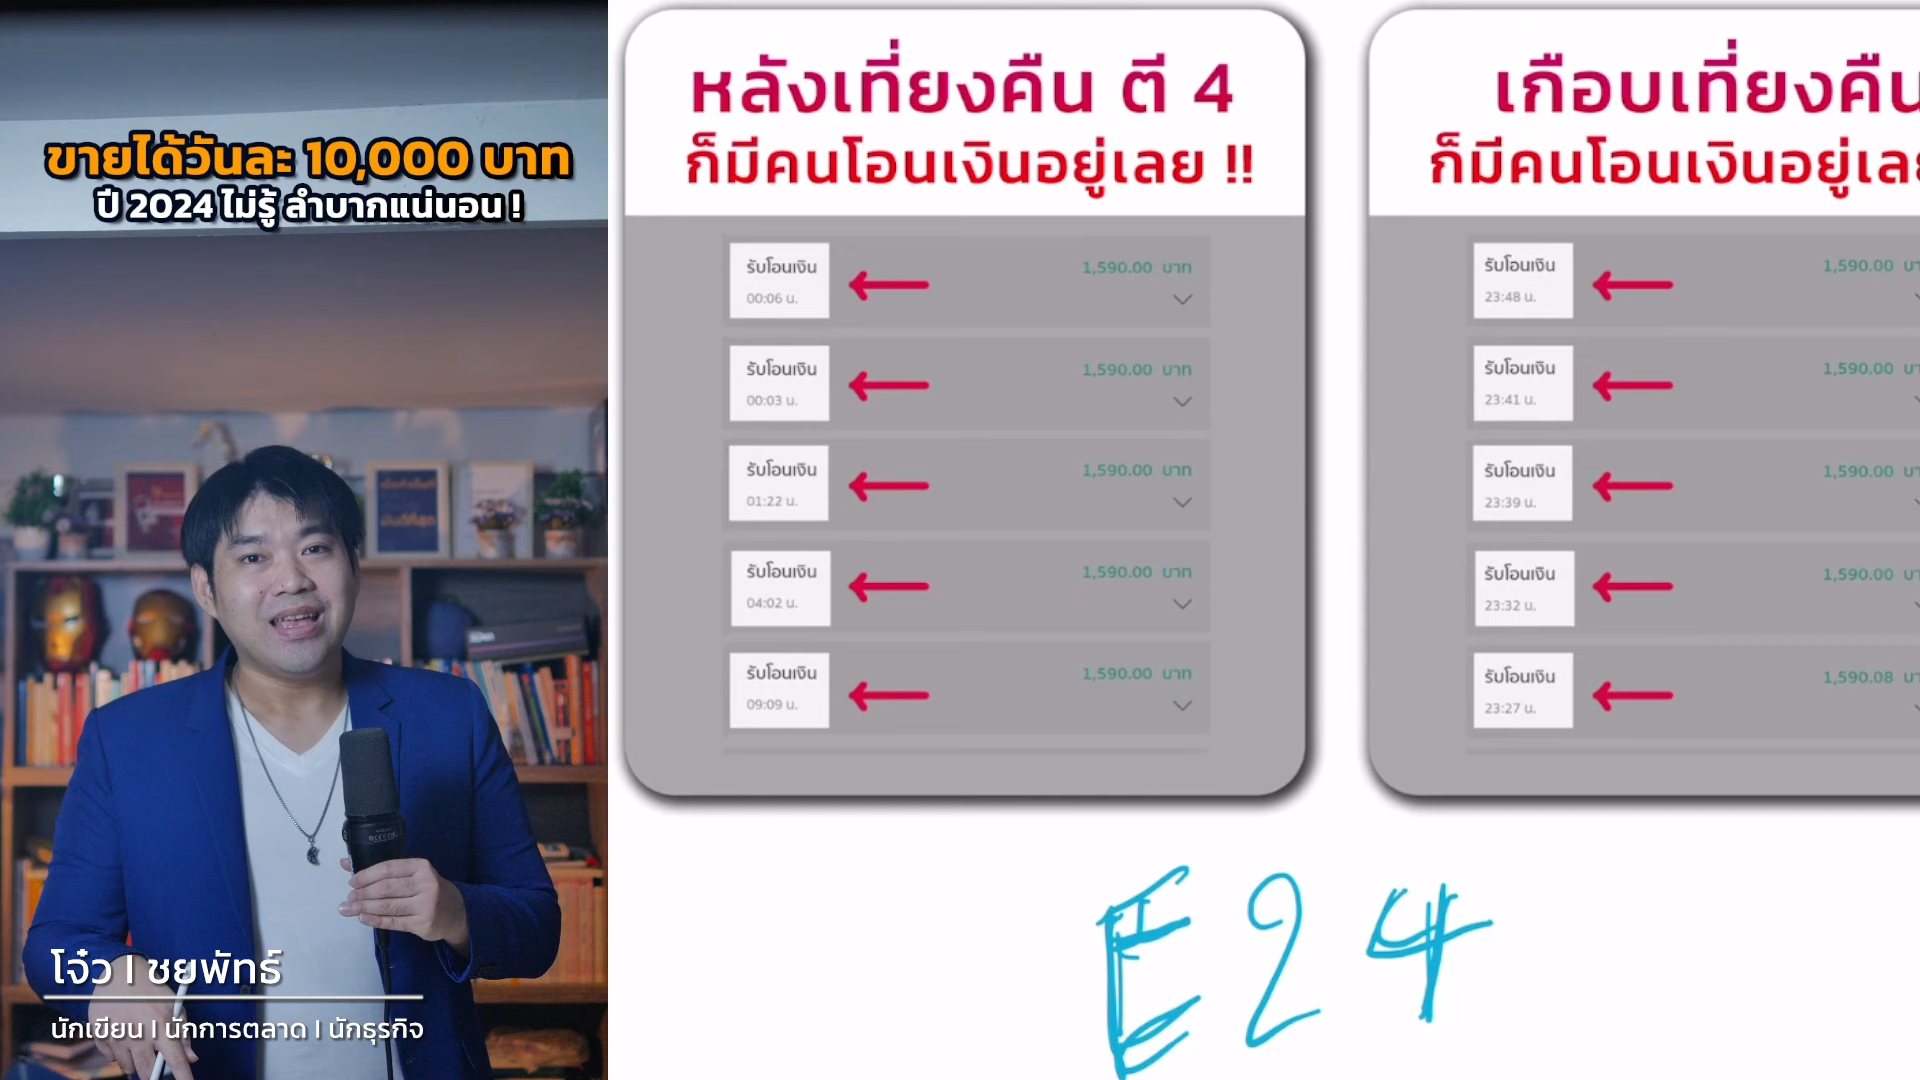 ขายได้วันละ 10,000 บาท
ปี 2024 ไม่รู้ ลำบากแน่นอน !
โจ๋ว I ชยพัทธ์
นักเขียน I นักการตลาด I นักธุรกิจ
หลังเที่ยงคืน ตี 4
ก็มีคนโอนเงินอยู่เลย !!
รับโอนเงิน 1,590.00 บาท
00:06 น.
รับโอนเงิน 1,590.00 บาท
00:03 น.
รับโอนเงิน 1,590.00 บาท
01:22 น.
รับโอนเงิน 1,590.00 บาท
04:02 น.
รับโอนเงิน 1,590.00 บาท
09:09 น.
เกือบเที่ยงคืน
ก็มีคนโอนเงินอยู่เล
รับโอนเงิน 1,590.00 บา
23:48 น.
รับโอนเงิน 1,590.00 บา
23:41 น.
รับโอนเงิน 1,590.00 บา
23:39 น.
รับโอนเงิน 1,590.00 บา
23:32 น.
รับโอนเงิน 1,590.08 บา
23:27 น.
E 24